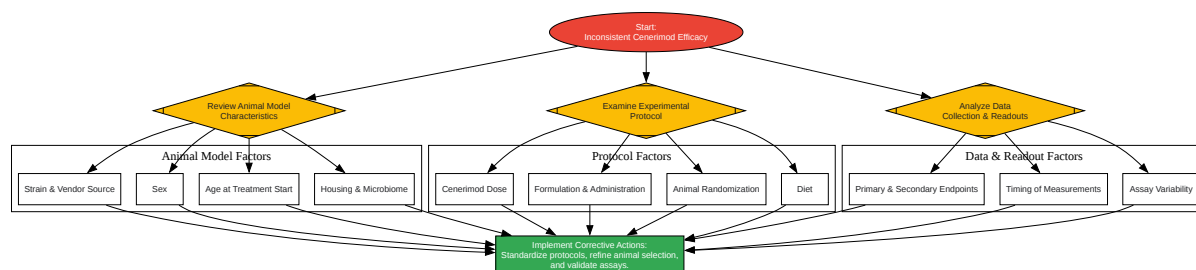 Start:
Inconsistent Cenerimod Efficacy
Review Animal Model
Characteristics
Examine Experimental
Protocol
Analyze Data
Collection & Readouts
Animal Model Factors
Protocol Factors
Data & Readout Factors
Strain & Vendor Source
Sex
Age at Treatment Start
Housing & Microbiome
Cenerimod Dose
Formulation & Administration
Animal Randomization
Diet
Primary & Secondary Endpoints
Timing of Measurements
Assay Variability
Implement Corrective Actions:
Standardize protocols, refine animal selection,
and validate assays.